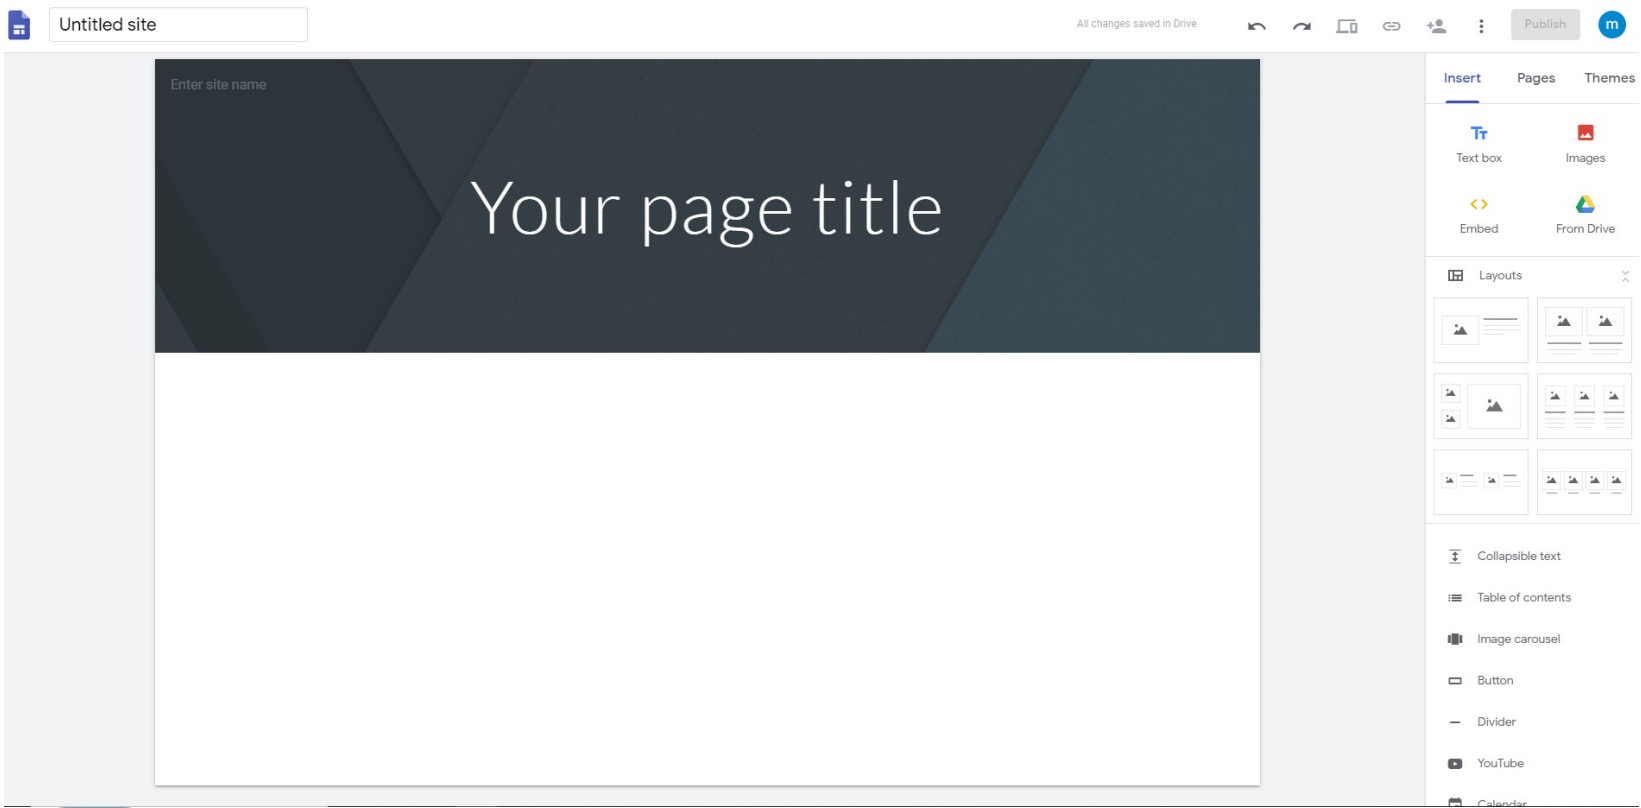 Untitled site
All changes saved in Drive
Publish
m
Enter site name
Your page title
Insert Pages Themes
Text box Images
Embed From Drive
Layouts
Collapsible text
Table of contents
Image carousel
Button
Divider
YouTube
Calendar